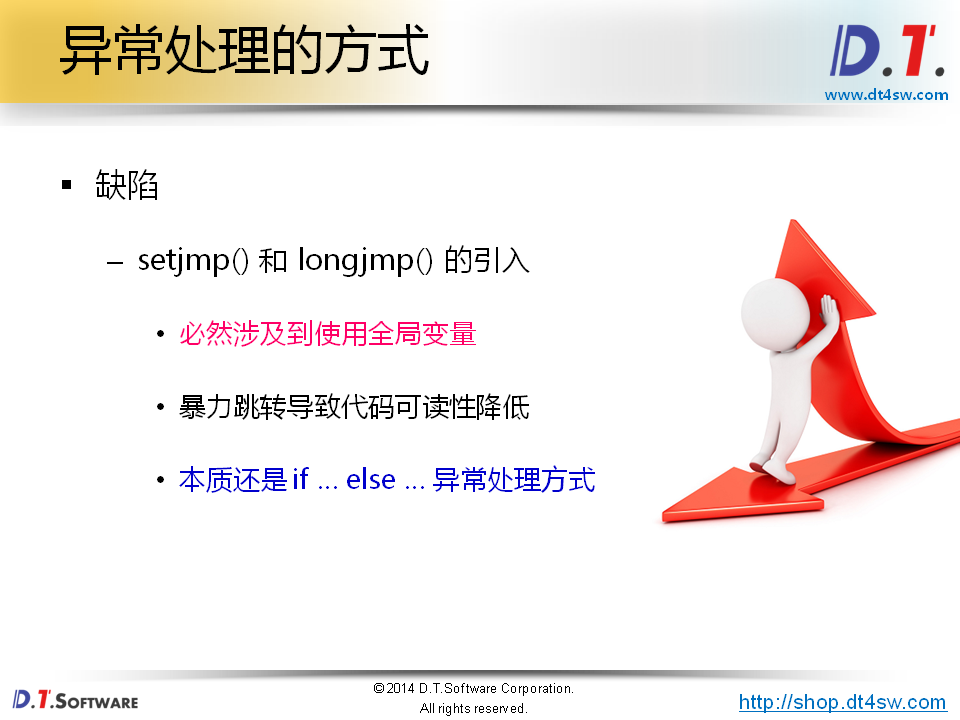 异常处理的方式
D.T.
www.dt4sw.com
▪ 缺陷
– setjmp() 和 longjmp() 的引入
• 必然涉及到使用全局变量
• 暴力跳转导致代码可读性降低
• 本质还是 if ... else ... 异常处理方式
D.T.SOFTWARE
©2014 D.T.Software Corporation.
All rights reserved.
http://shop.dt4sw.com